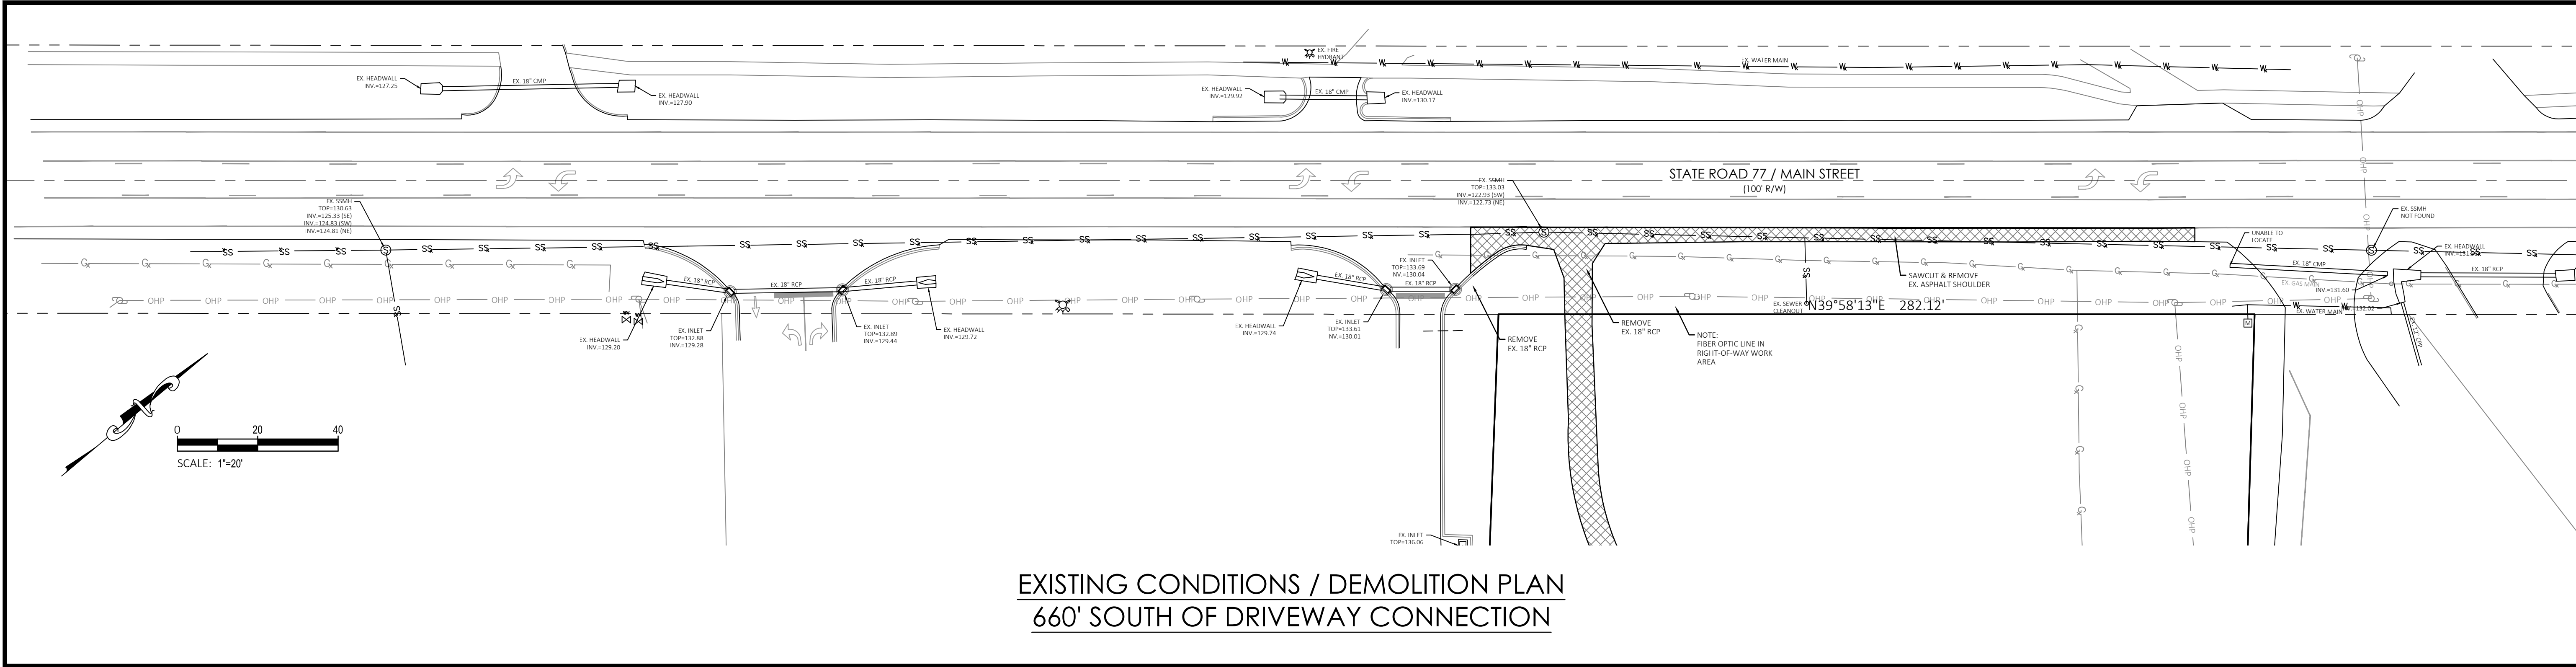 EX. FIRE
HYDRANT
EX. HEADWALL
INV.=127.25
EX. 18" CMP
EX. HEADWALL
INV.=127.90
EX. HEADWALL
INV.=129.92
EX. 18" CMP
EX. HEADWALL
INV.=130.17
EX. WATER MAIN
STATE ROAD 77 / MAIN STREET
(100' R/W)
EX. SSMH
TOP=133.03
INV.=122.93 (SW)
INV.=122.73 (NE)
EX. SSMH
TOP=130.63
INV.=125.33 (SE)
INV.=124.83 (SW)
INV.=124.81 (NE)
EX. SSMH
NOT FOUND
UNABLE TO
LOCATE
EX. HEADWALL
EX. 18" CMP
EX. 18" RCP
EX. GAS MAIN
INV.=131.60
EX. WATER MAIN
EX. 18" RCP
EX. 18" RCP
EX. 18" RCP
EX. HEADWALL
INV.=129.20
EX. INLET
TOP=132.88
INV.=129.28
EX. INLET
TOP=132.89
INV.=129.44
EX. HEADWALL
INV.=129.72
EX. HEADWALL
INV.=129.74
EX. 18" RCP
EX. INLET
TOP=133.61
INV.=130.01
EX. INLET
TOP=133.69
INV.=130.04
EX. 18" RCP
REMOVE
EX. 18" RCP
REMOVE
EX. 18" RCP
NOTE:
FIBER OPTIC LINE IN
RIGHT-OF-WAY WORK
AREA
SAWCUT & REMOVE
EX. ASPHALT SHOULDER
EX. SEWER
CLEANOUT
N39°58'13"E 282.12'
EX. 12" CPP
EX. INLET
TOP=136.06
OHP
SS
G
W
S
M
0 20 40
SCALE: 1"=20'
EXISTING CONDITIONS / DEMOLITION PLAN
660' SOUTH OF DRIVEWAY CONNECTION